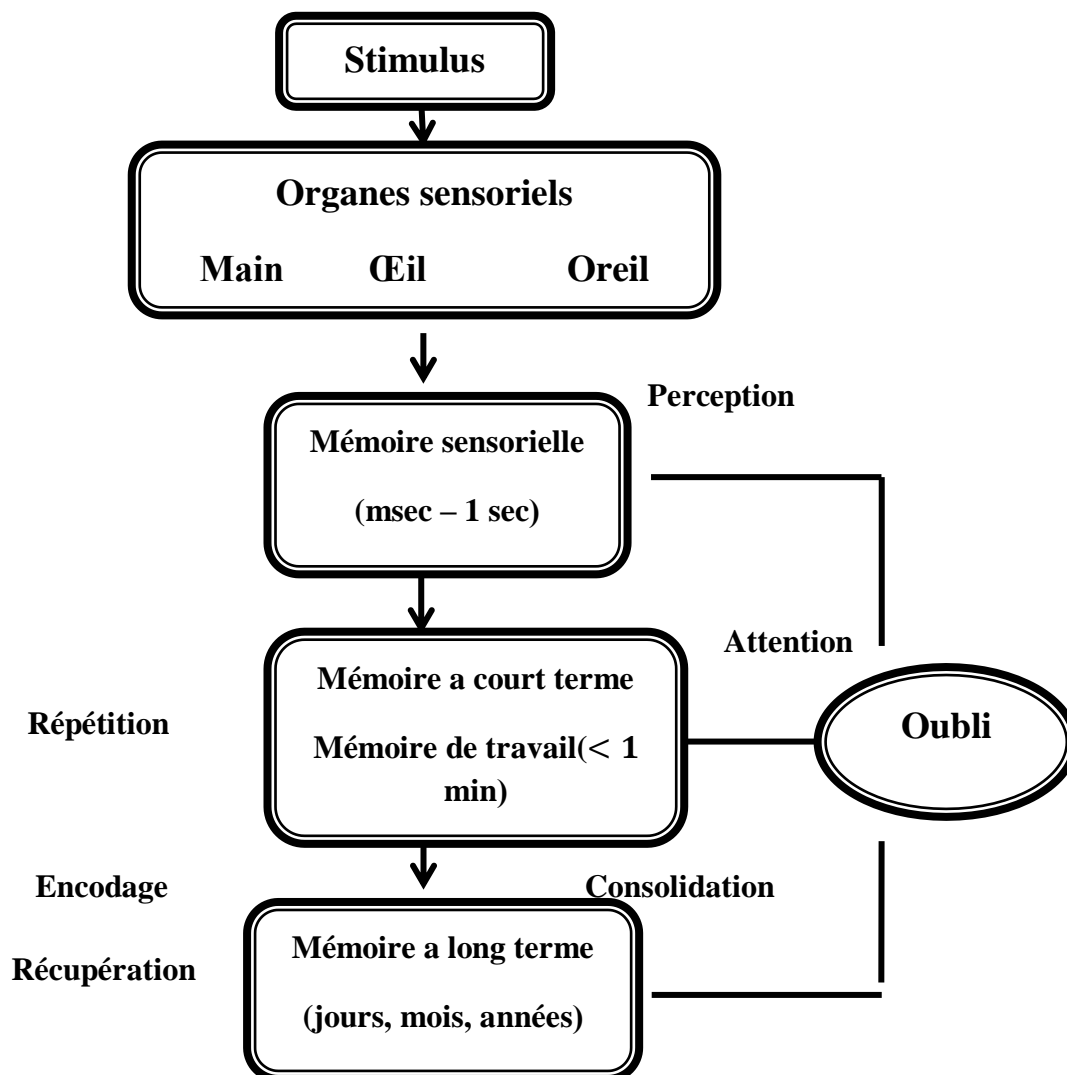 Stimulus
Organes sensoriels
Main Œil Oreil
Perception
Mémoire sensorielle
(msec – 1 sec)
Attention
Mémoire a court terme
Répétition
Mémoire de travail(< 1
min)
Oubli
Encodage
Consolidation
Mémoire a long terme
Récupération
(jours, mois, années)